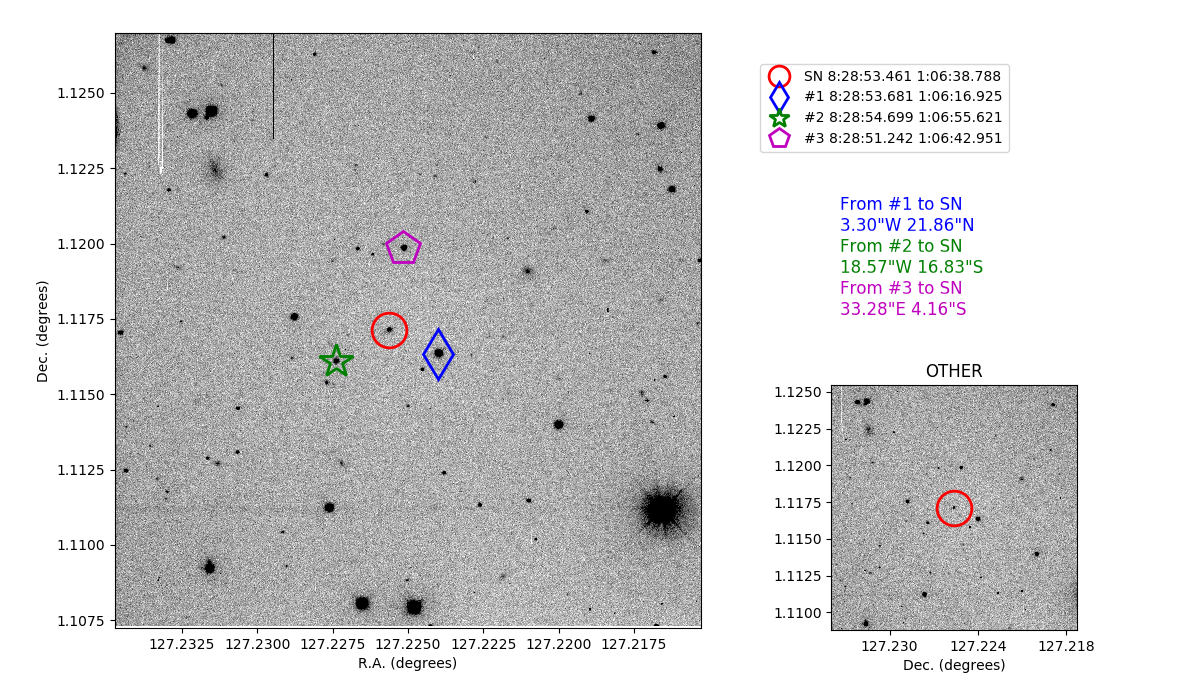 SN 8:28:53.461 1:06:38.788
#1 8:28:53.681 1:06:16.925
#2 8:28:54.699 1:06:55.621
#3 8:28:51.242 1:06:42.951
From #1 to SN
3.30"W 21.86"N
From #2 to SN
18.57"W 16.83"S
From #3 to SN
33.28"E 4.16"S
1.1250
1.1225
1.1200
1.1175
1.1150
1.1125
1.1100
1.1075
Dec. (degrees)
127.2325 127.2300 127.2275 127.2250 127.2225 127.2200 127.2175
R.A. (degrees)
OTHER
1.1250
1.1225
1.1200
1.1175
1.1150
1.1125
1.1100
127.230 127.224 127.218
Dec. (degrees)